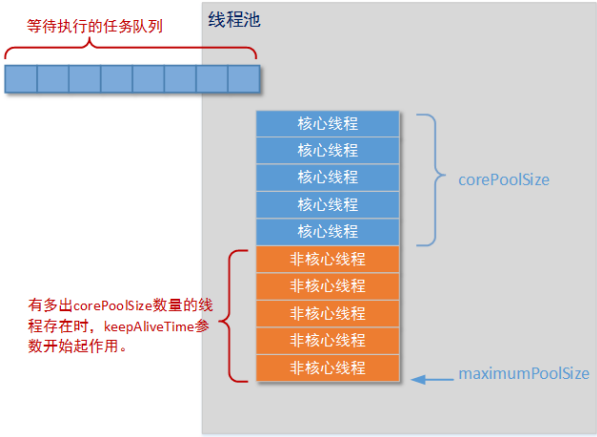 等待执行的任务队列
线程池
核心线程
核心线程
核心线程
核心线程
核心线程
corePoolSize
非核心线程
非核心线程
非核心线程
非核心线程
非核心线程
有多出corePoolSize数量的线
程存在时，keepAliveTime参
数开始起作用。
maximumPoolSize